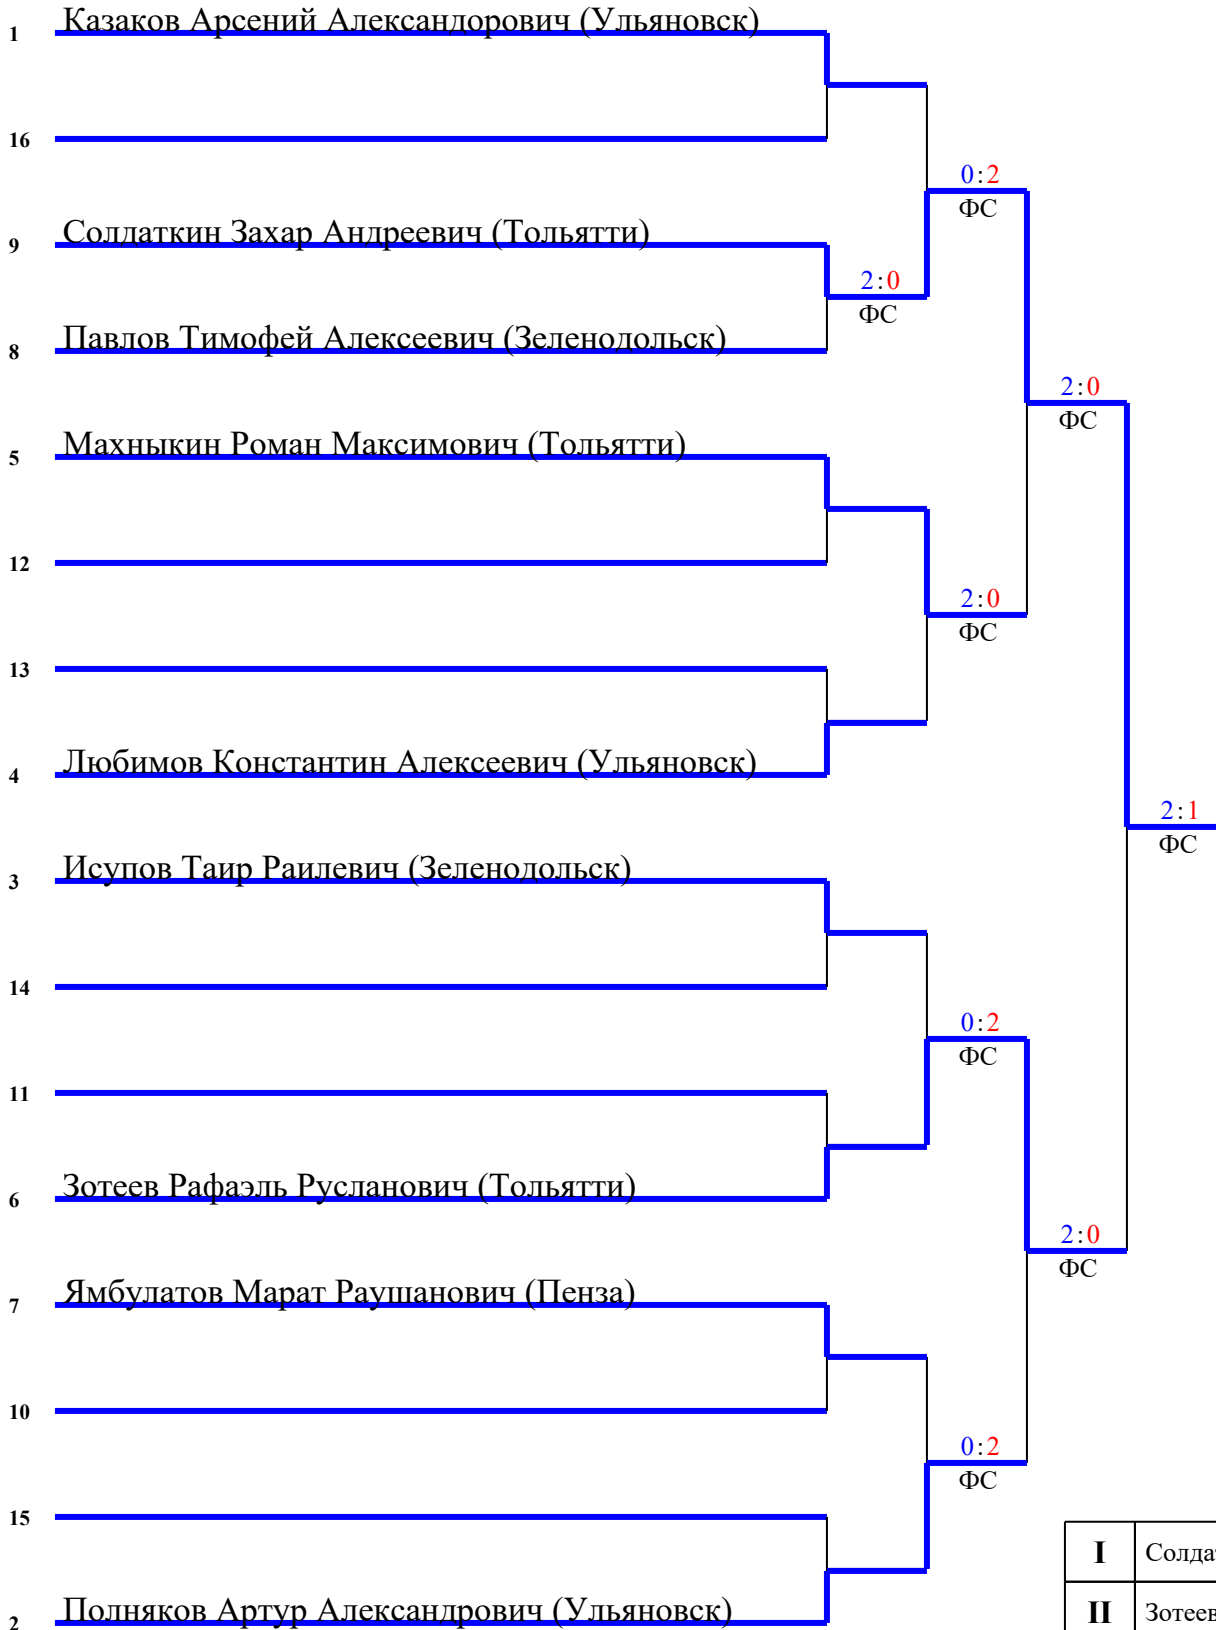 Казаков Арсений Александорович (Ульяновск)
1
16
0:2
ФС
Солдаткин Захар Андреевич (Тольятти)
9
2:0
ФС
Павлов Тимофей Алексеевич (Зеленодольск)
8
2:0
ФС
Махныкин Роман Максимович (Тольятти)
5
12
2:0
ФС
13
Любимов Константин Алексеевич (Ульяновск)
4
2:1
ФС
Исупов Таир Раилевич (Зеленодольск)
3
14
0:2
ФС
11
Зотеев Рафаэль Русланович (Тольятти)
6
2:0
ФС
Ямбулатов Марат Раушанович (Пенза)
7
10
0:2
ФС
15
I
Полняков Артур Александрович (Ульяновск)
2
II Зотеев